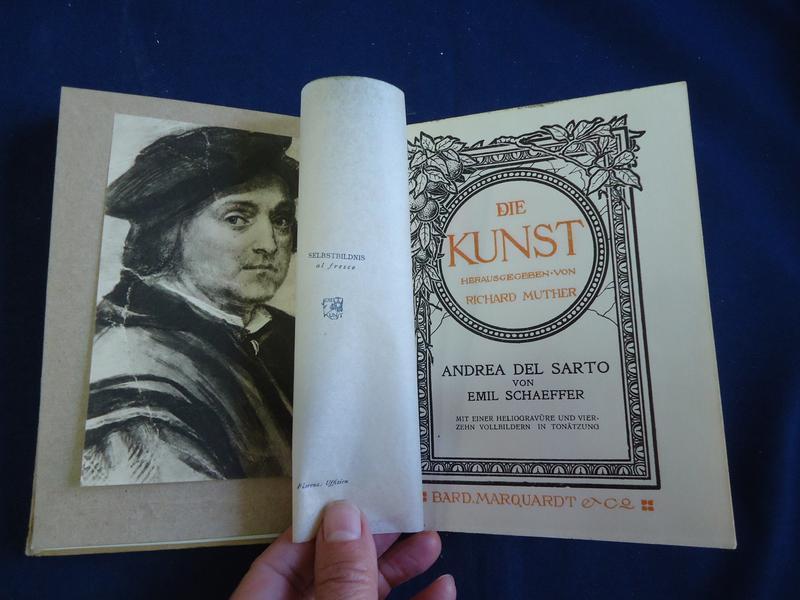 SELBSTBILDNIS
al fresco
KUNST
Florenz, Uffizien
DIE
KUNST
HERAUSGEGEBEN·VON
RICHARD MUTHER
ANDREA DEL SARTO
VON
EMIL SCHAEFFER
MIT EINER HELIOGRAVÜRE UND VIER-
ZEHN VOLLBILDERN IN TONÄTZUNG
BARD. MARQUARDT & Co